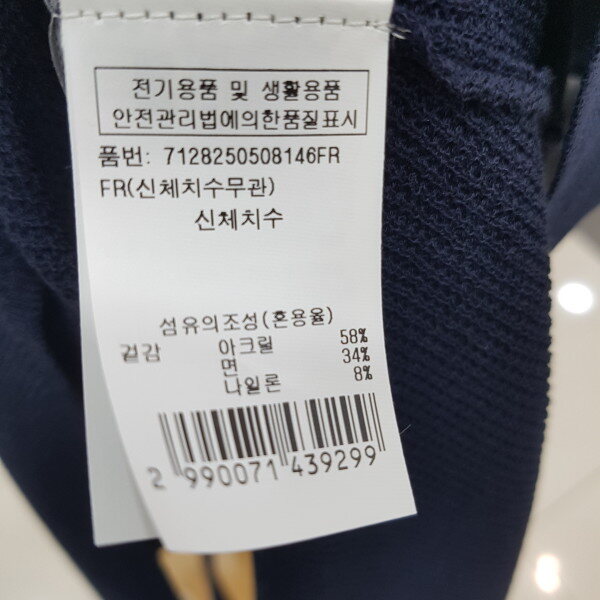 전기용품 및 생활용품
안전관리법에의한품질표시
품번: 7128250508146FR
FR(신체치수무관)
신체치수
섬유의조성(혼용율)
겉감 아크릴 58%
면 34%
나일론 8%
2 990071 439299